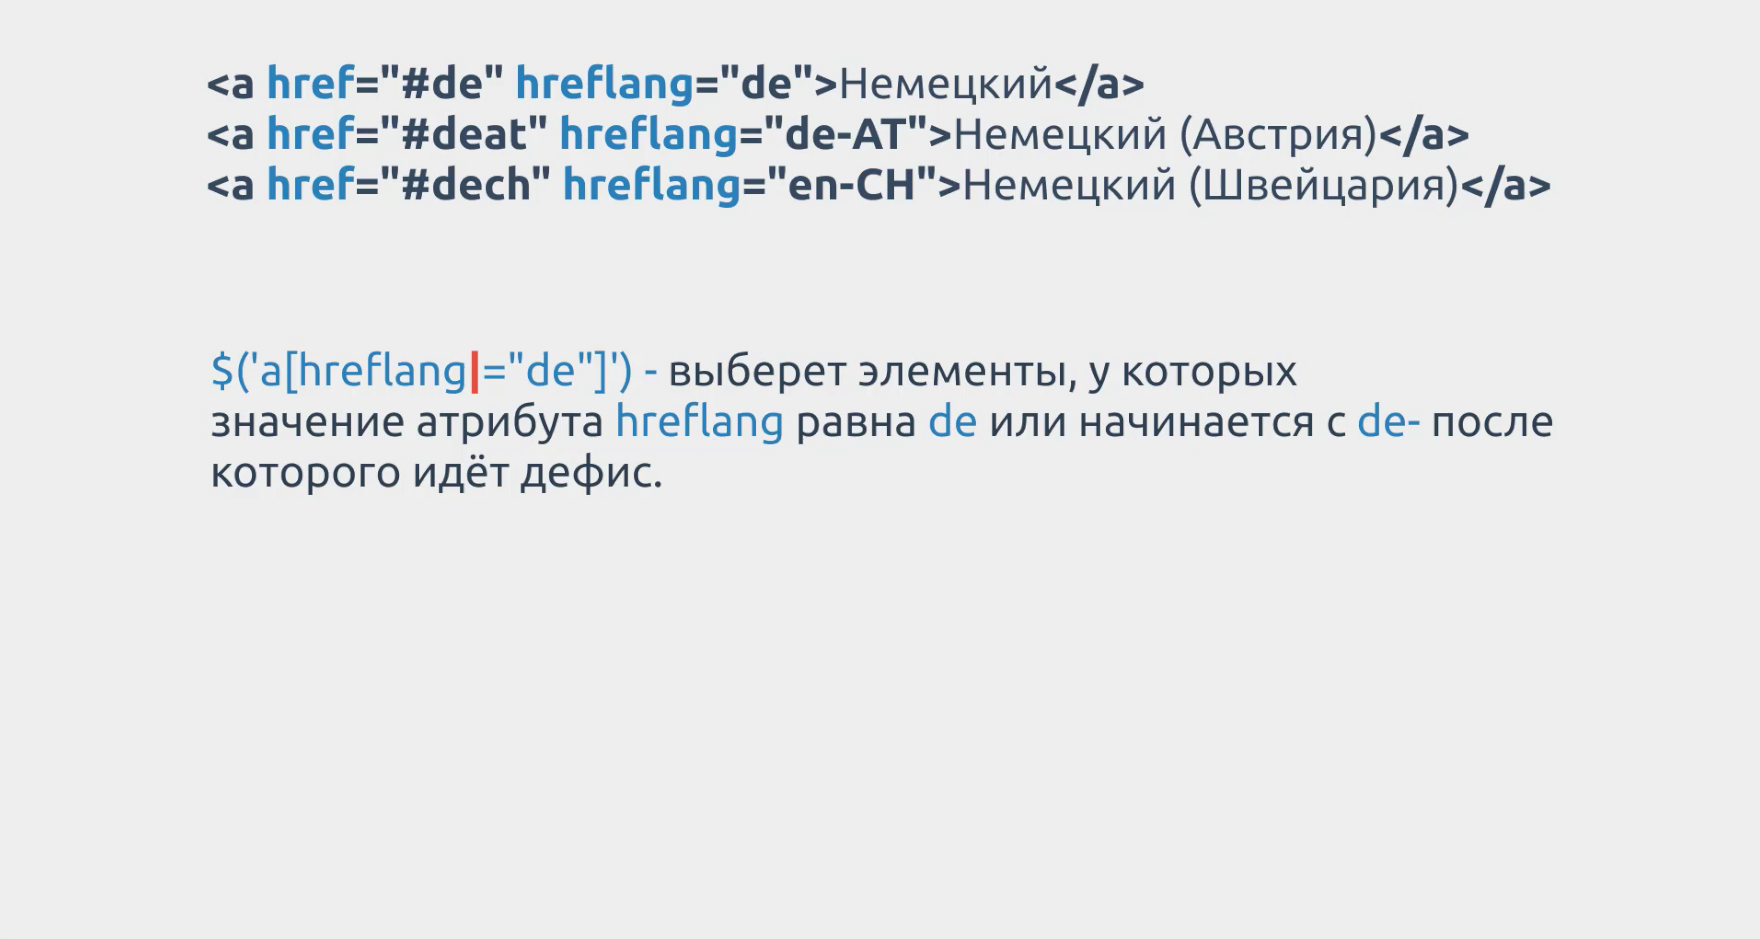 <a href="#de" hreflang="de">Немецкий</a>
<a href="#deat" hreflang="de-AT">Немецкий (Австрия)</a>
<a href="#dech" hreflang="en-CH">Немецкий (Швейцария)</a>
$('a[hreflang|="de"]') - выберет элементы, у которых
значение атрибута hreflang равна de или начинается с de- после
которого идёт дефис.